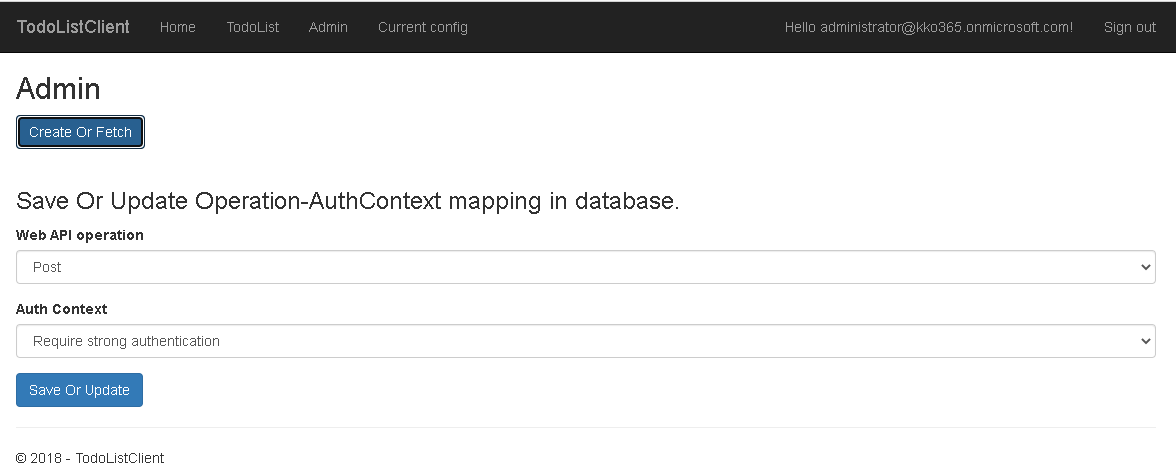 TodoListClient Home TodoList Admin Current config Hello administrator@kko365.onmicrosoft.com! Sign out
Admin
Create Or Fetch
Save Or Update Operation-AuthContext mapping in database.
Web API operation
Post
Auth Context
Require strong authentication
Save Or Update
© 2018 - TodoListClient